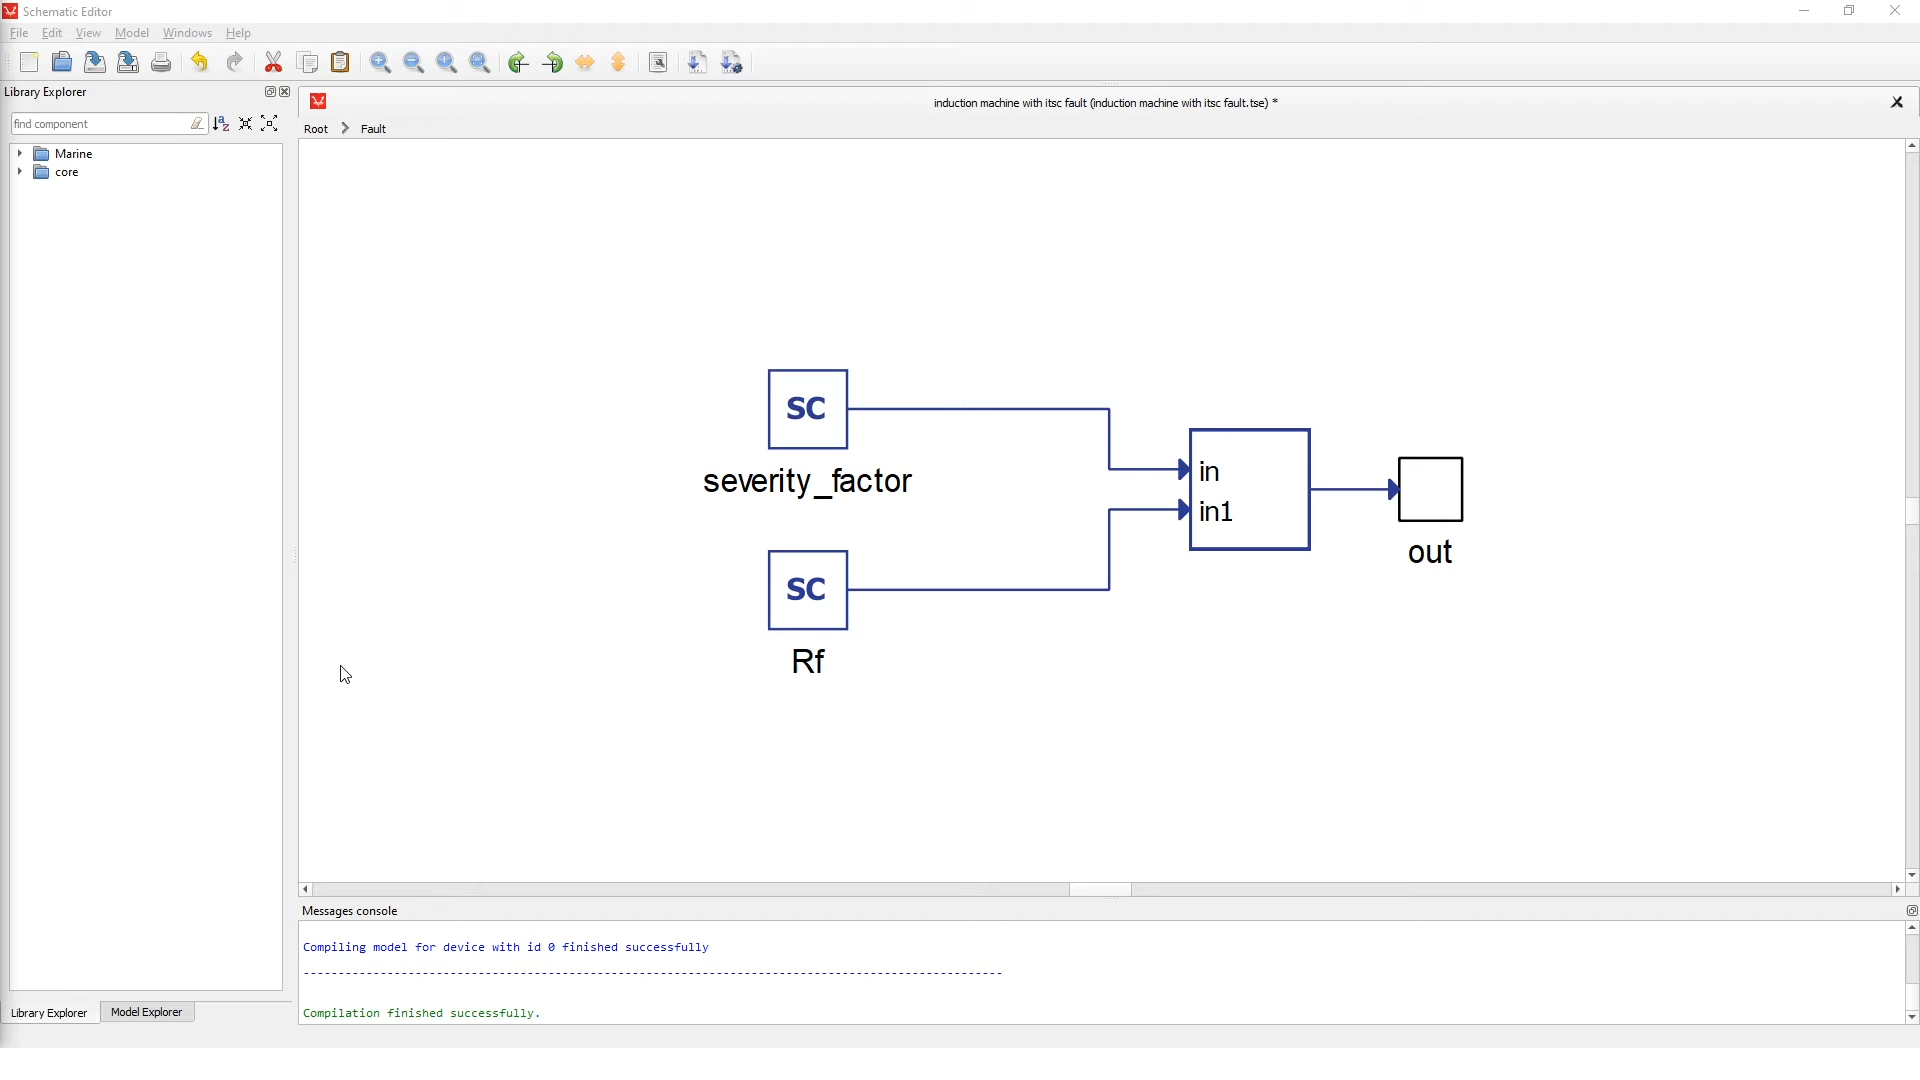 Schematic Editor
File Edit View Model Windows Help
Library Explorer
find component
Marine
core
induction machine with itsc fault (induction machine with itsc fault.tse) *
Root Fault
SC
severity_factor
SC
Rf
in
in1
out
Messages console
Compiling model for device with id 0 finished successfully
----------------------------------------------------------------------------------------------------
Compilation finished successfully.
Library Explorer Model Explorer